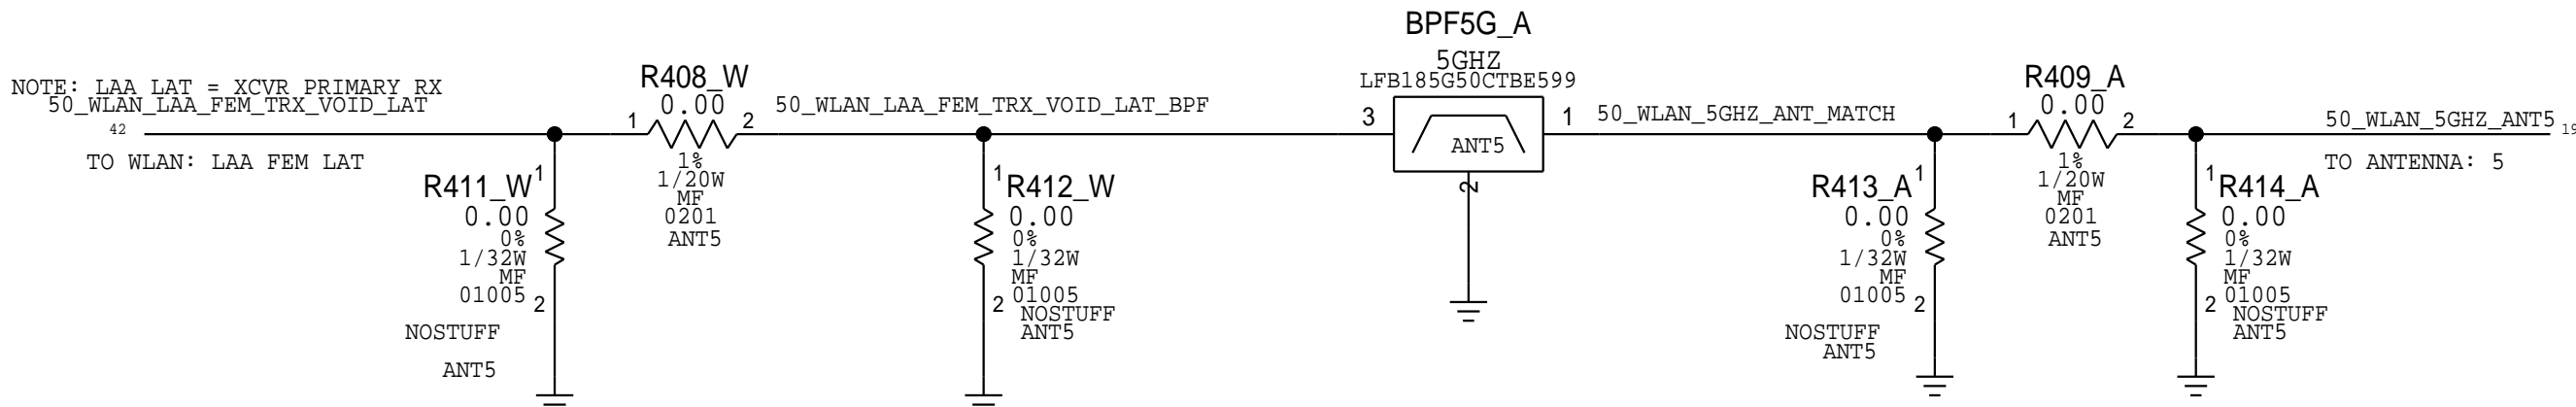 BPF5G_A
5GHZ
LFB185G50CTBE599
3
1
ANT5
2
NOTE: LAA LAT = XCVR PRIMARY RX
50_WLAN_LAA_FEM_TRX_VOID_LAT
42
TO WLAN: LAA FEM LAT
R408_W
0.00
1
2
1%
1/20W
MF
0201
ANT5
50_WLAN_LAA_FEM_TRX_VOID_LAT_BPF
50_WLAN_5GHZ_ANT_MATCH
R409_A
0.00
1
2
1%
1/20W
MF
0201
ANT5
50_WLAN_5GHZ_ANT5
19
TO ANTENNA: 5
R411_W
1
0.00
0%
1/32W
MF
01005
2
NOSTUFF
ANT5
1
R412_W
0.00
0%
1/32W
MF
01005
2
NOSTUFF
ANT5
R413_A
1
0.00
0%
1/32W
MF
01005
2
NOSTUFF
ANT5
1
R414_A
0.00
0%
1/32W
MF
01005
2
NOSTUFF
ANT5